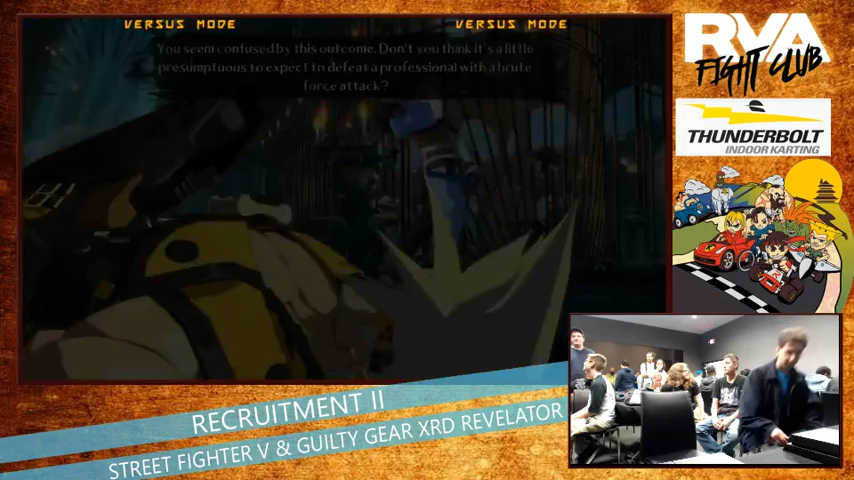 VERSUS MODE
VERSUS MODE
You seem confused by this outcome. Don't you think it's a little
presumptuous to expect to defeat a professional with a brute
force attack?
RVA
FIGHT CLUB
THUNDERBOLT
INDOOR KARTING
RECRUITMENT II
STREET FIGHTER V & GUILTY GEAR XRD REVELATOR